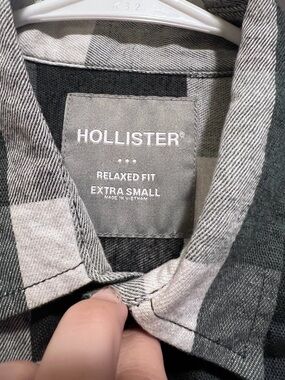 HOLLISTER®
RELAXED FIT
EXTRA SMALL
MADE IN VIETNAM